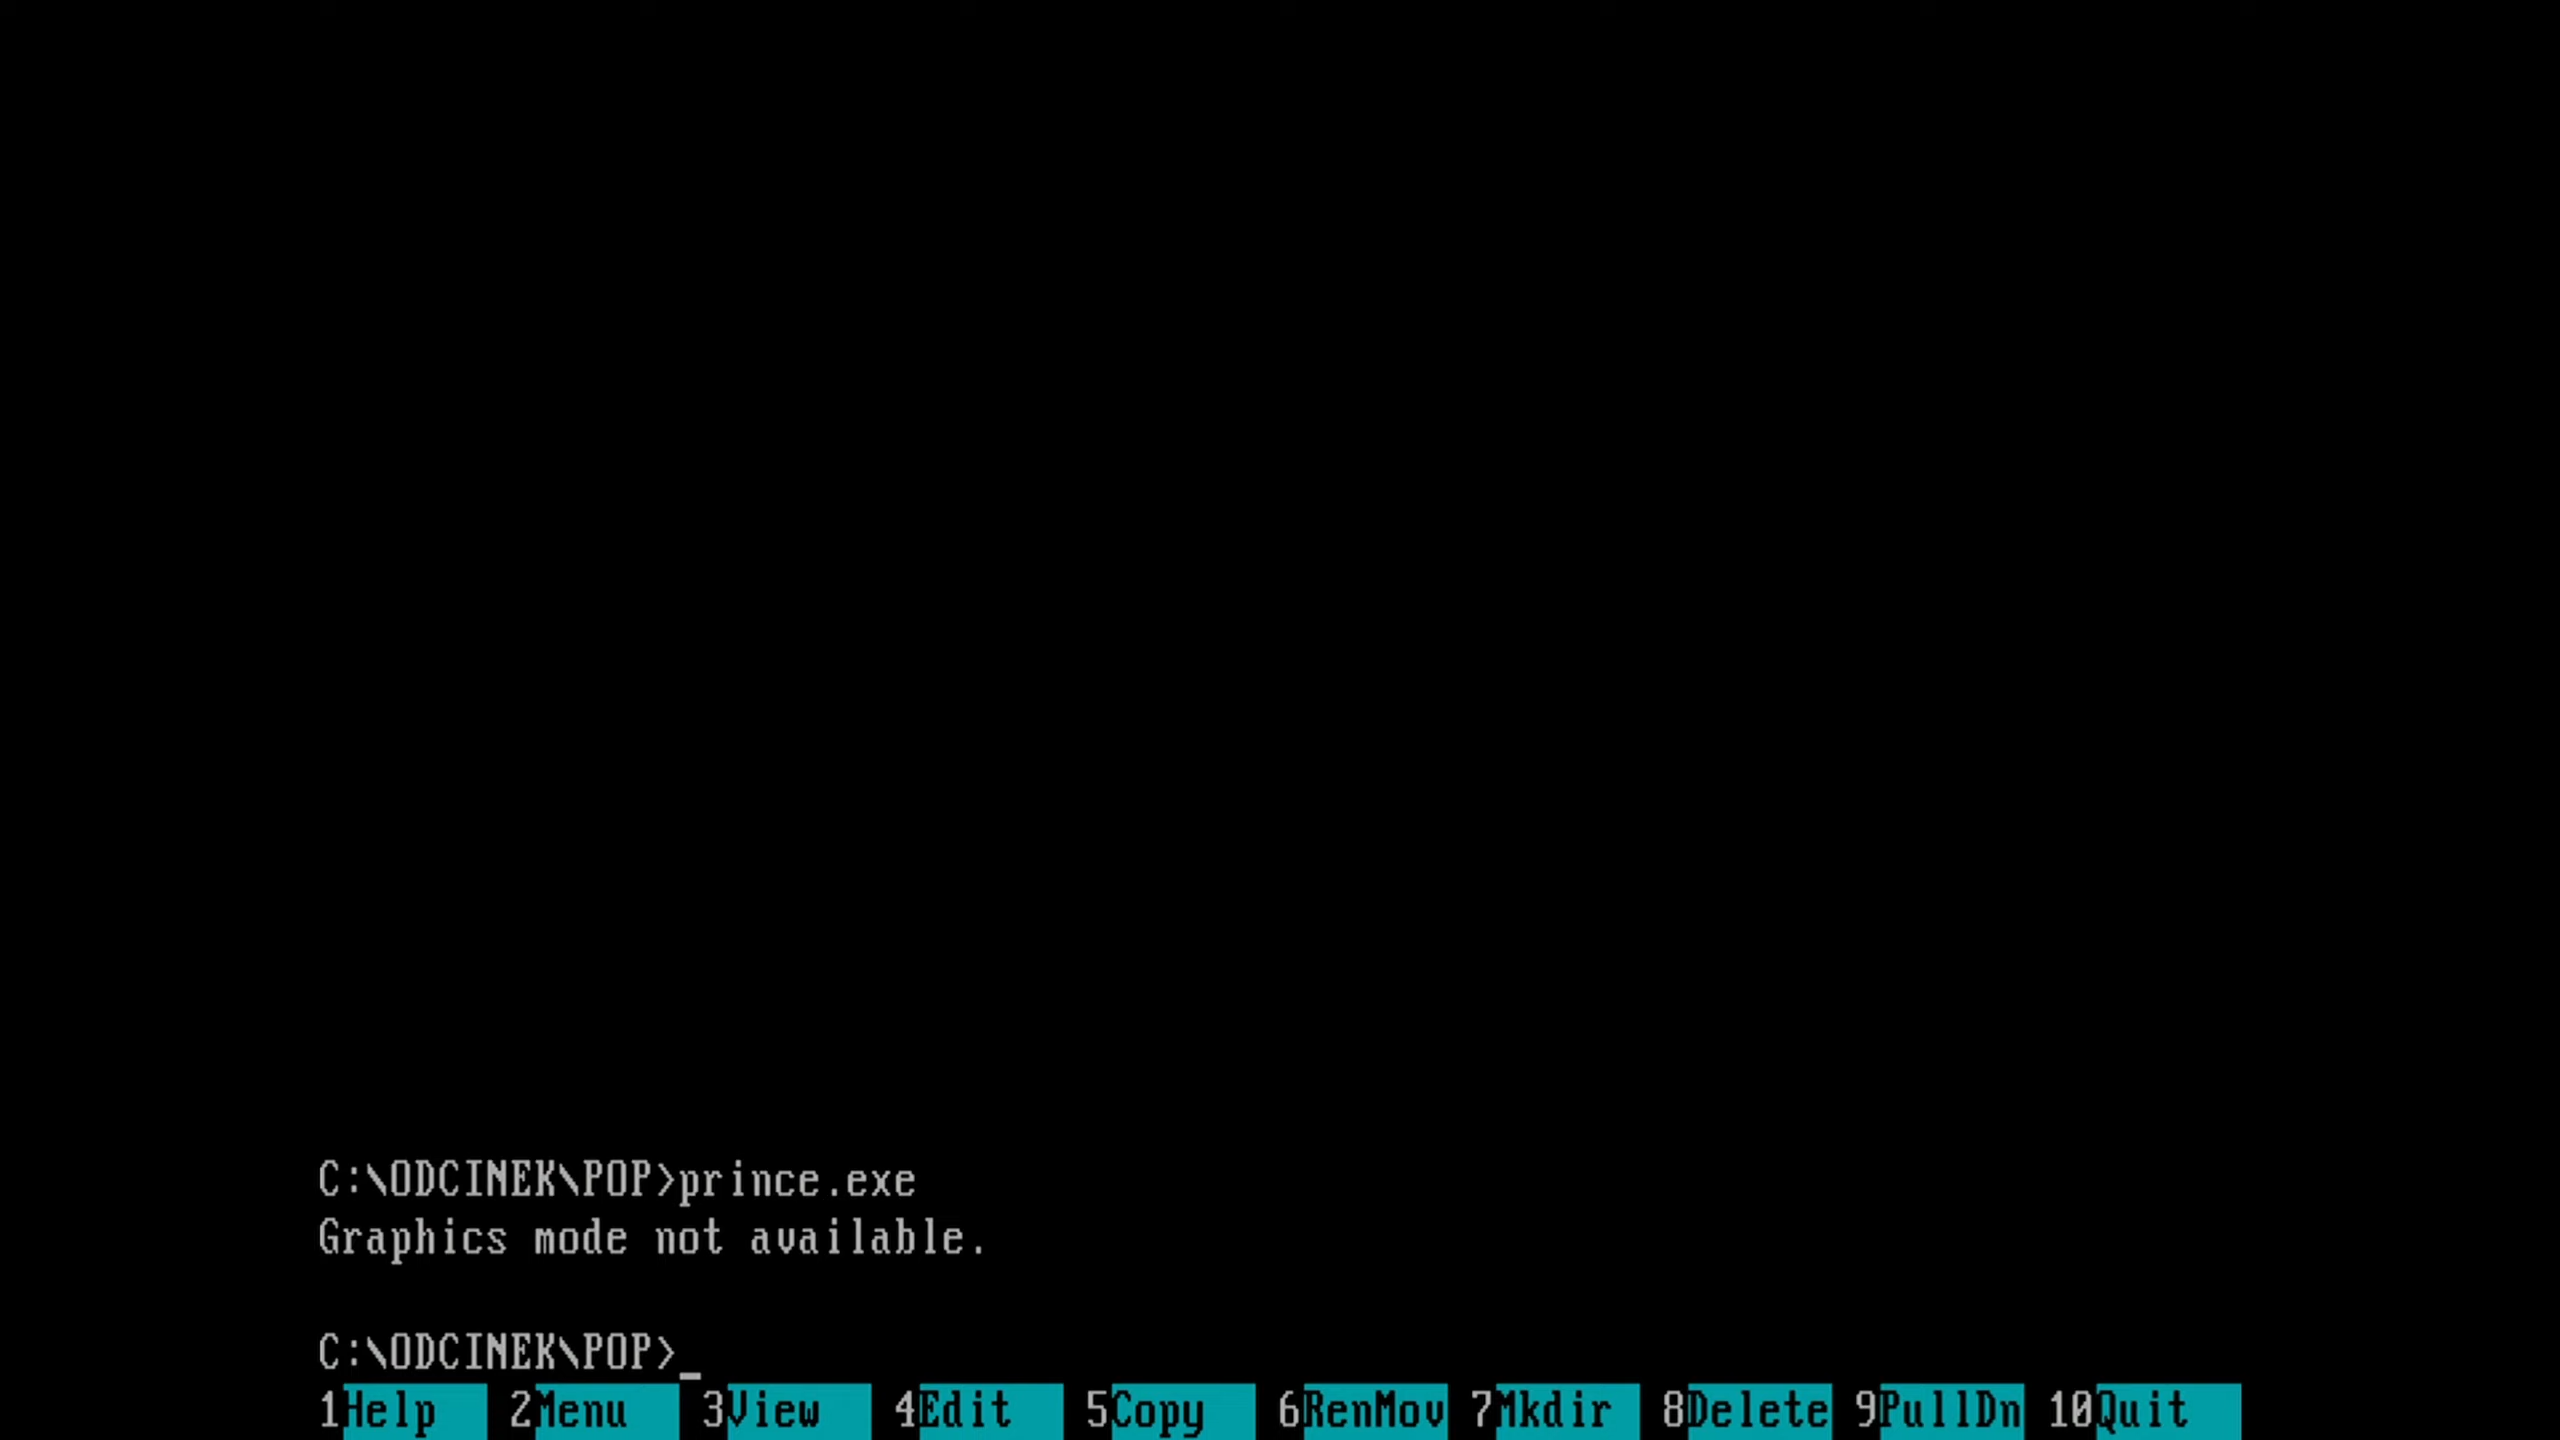 C:\ODCINEK\POP>prince.exe
Graphics mode not available.
C:\ODCINEK\POP>_
1Help 2Menu 3View 4Edit 5Copy 6RenMov 7Mkdir 8Delete 9PullDn 10Quit